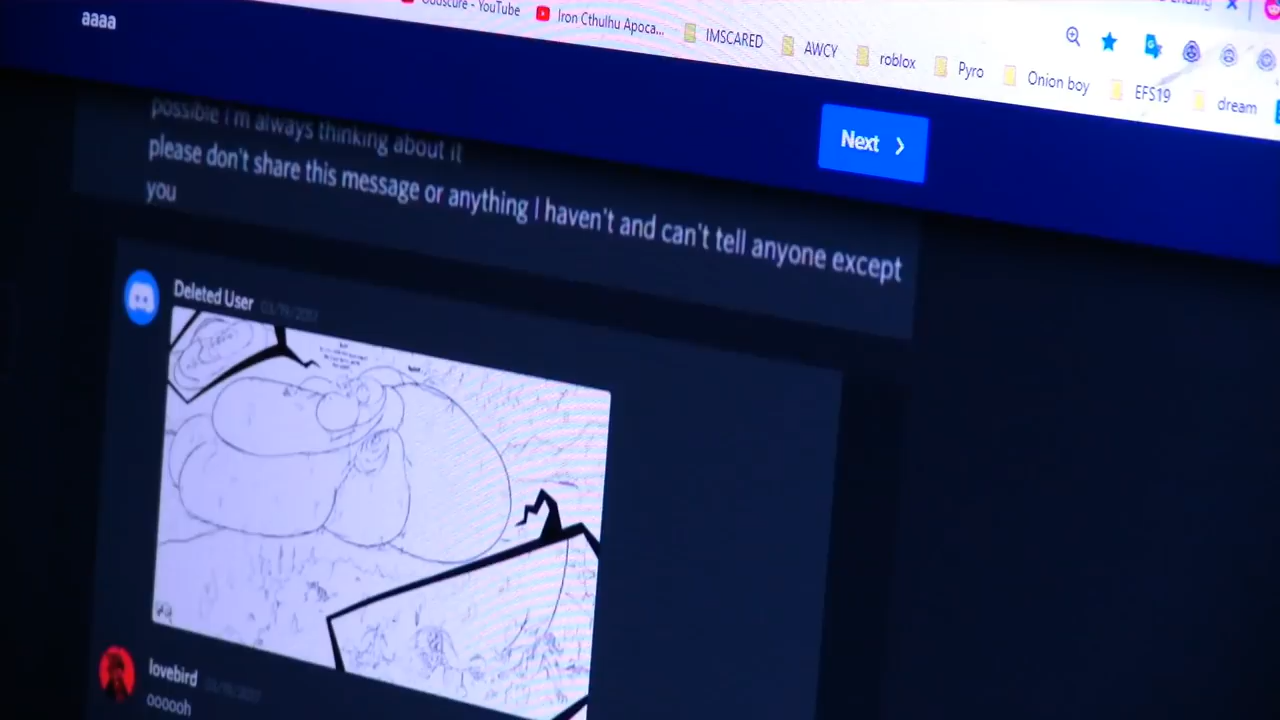 - YouTube
Iron Cthulhu Apoca...
IMSCARED
AWCY
roblox
Pyro
Onion boy
EFS19
dream
aaaa
Next
possible I'm always thinking about it
please don't share this message or anything I haven't and can't tell anyone except
you
Deleted User
lovebird
oooooh